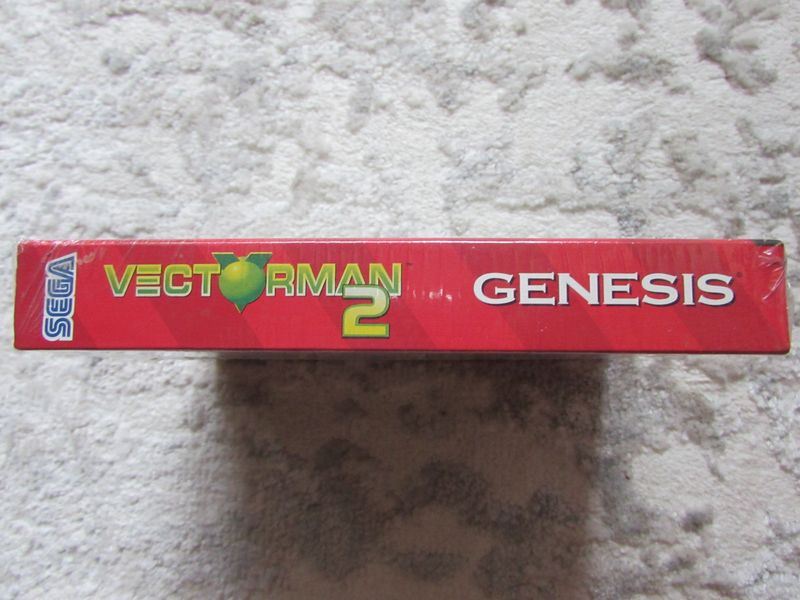 SEGA
VECTORMAN
2
GENESIS